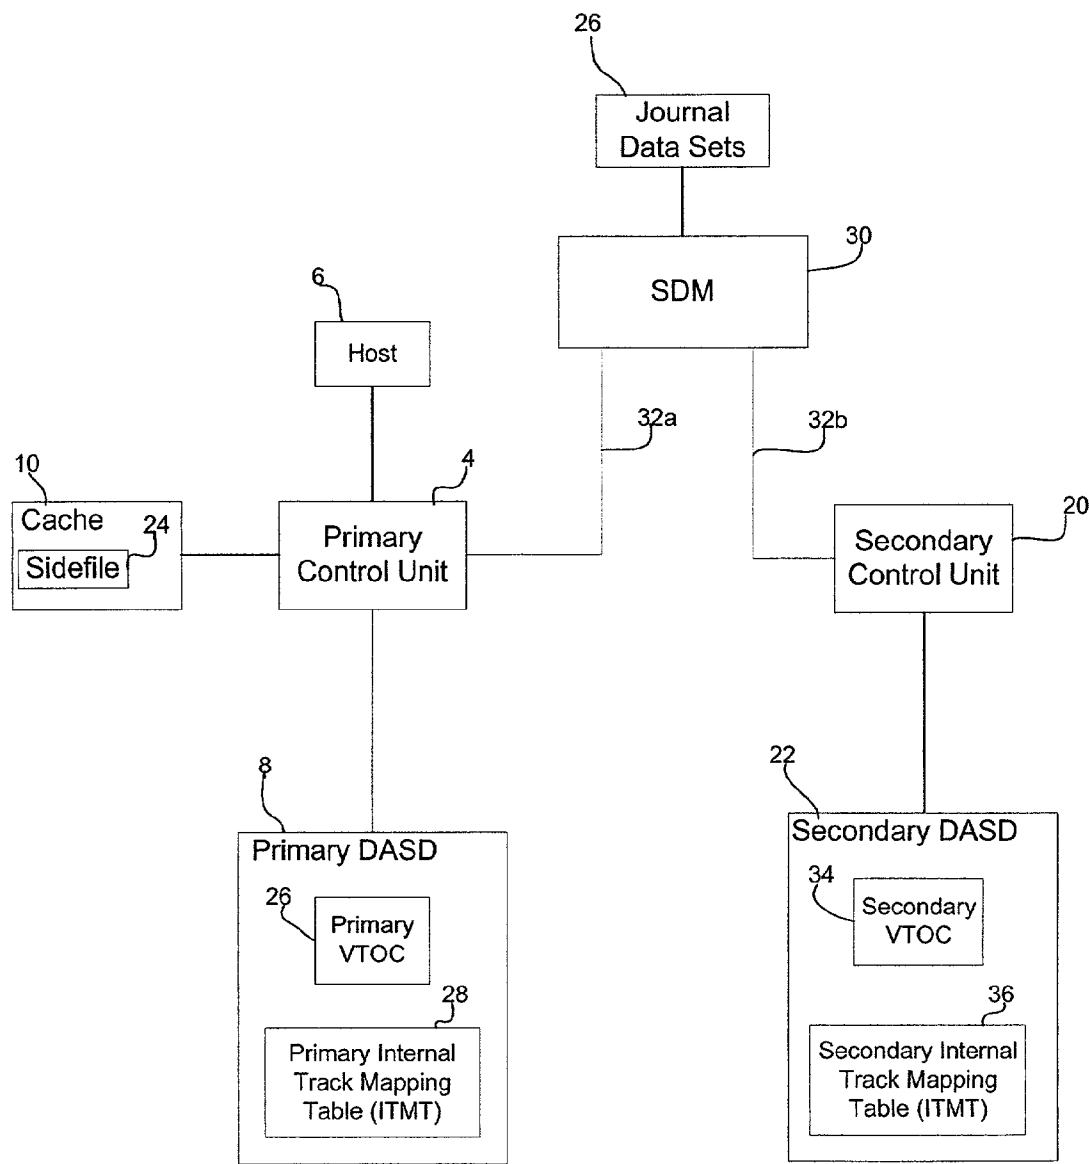 26
Journal
Data Sets
30
SDM
6
Host
32a
32b
10
Cache
24
Sidefile
4
Primary
Control Unit
20
Secondary
Control Unit
8
Primary DASD
26
Primary
VTOC
28
Primary Internal
Track Mapping
Table (ITMT)
22
Secondary DASD
34
Secondary
VTOC
36
Secondary Internal
Track Mapping
Table (ITMT)